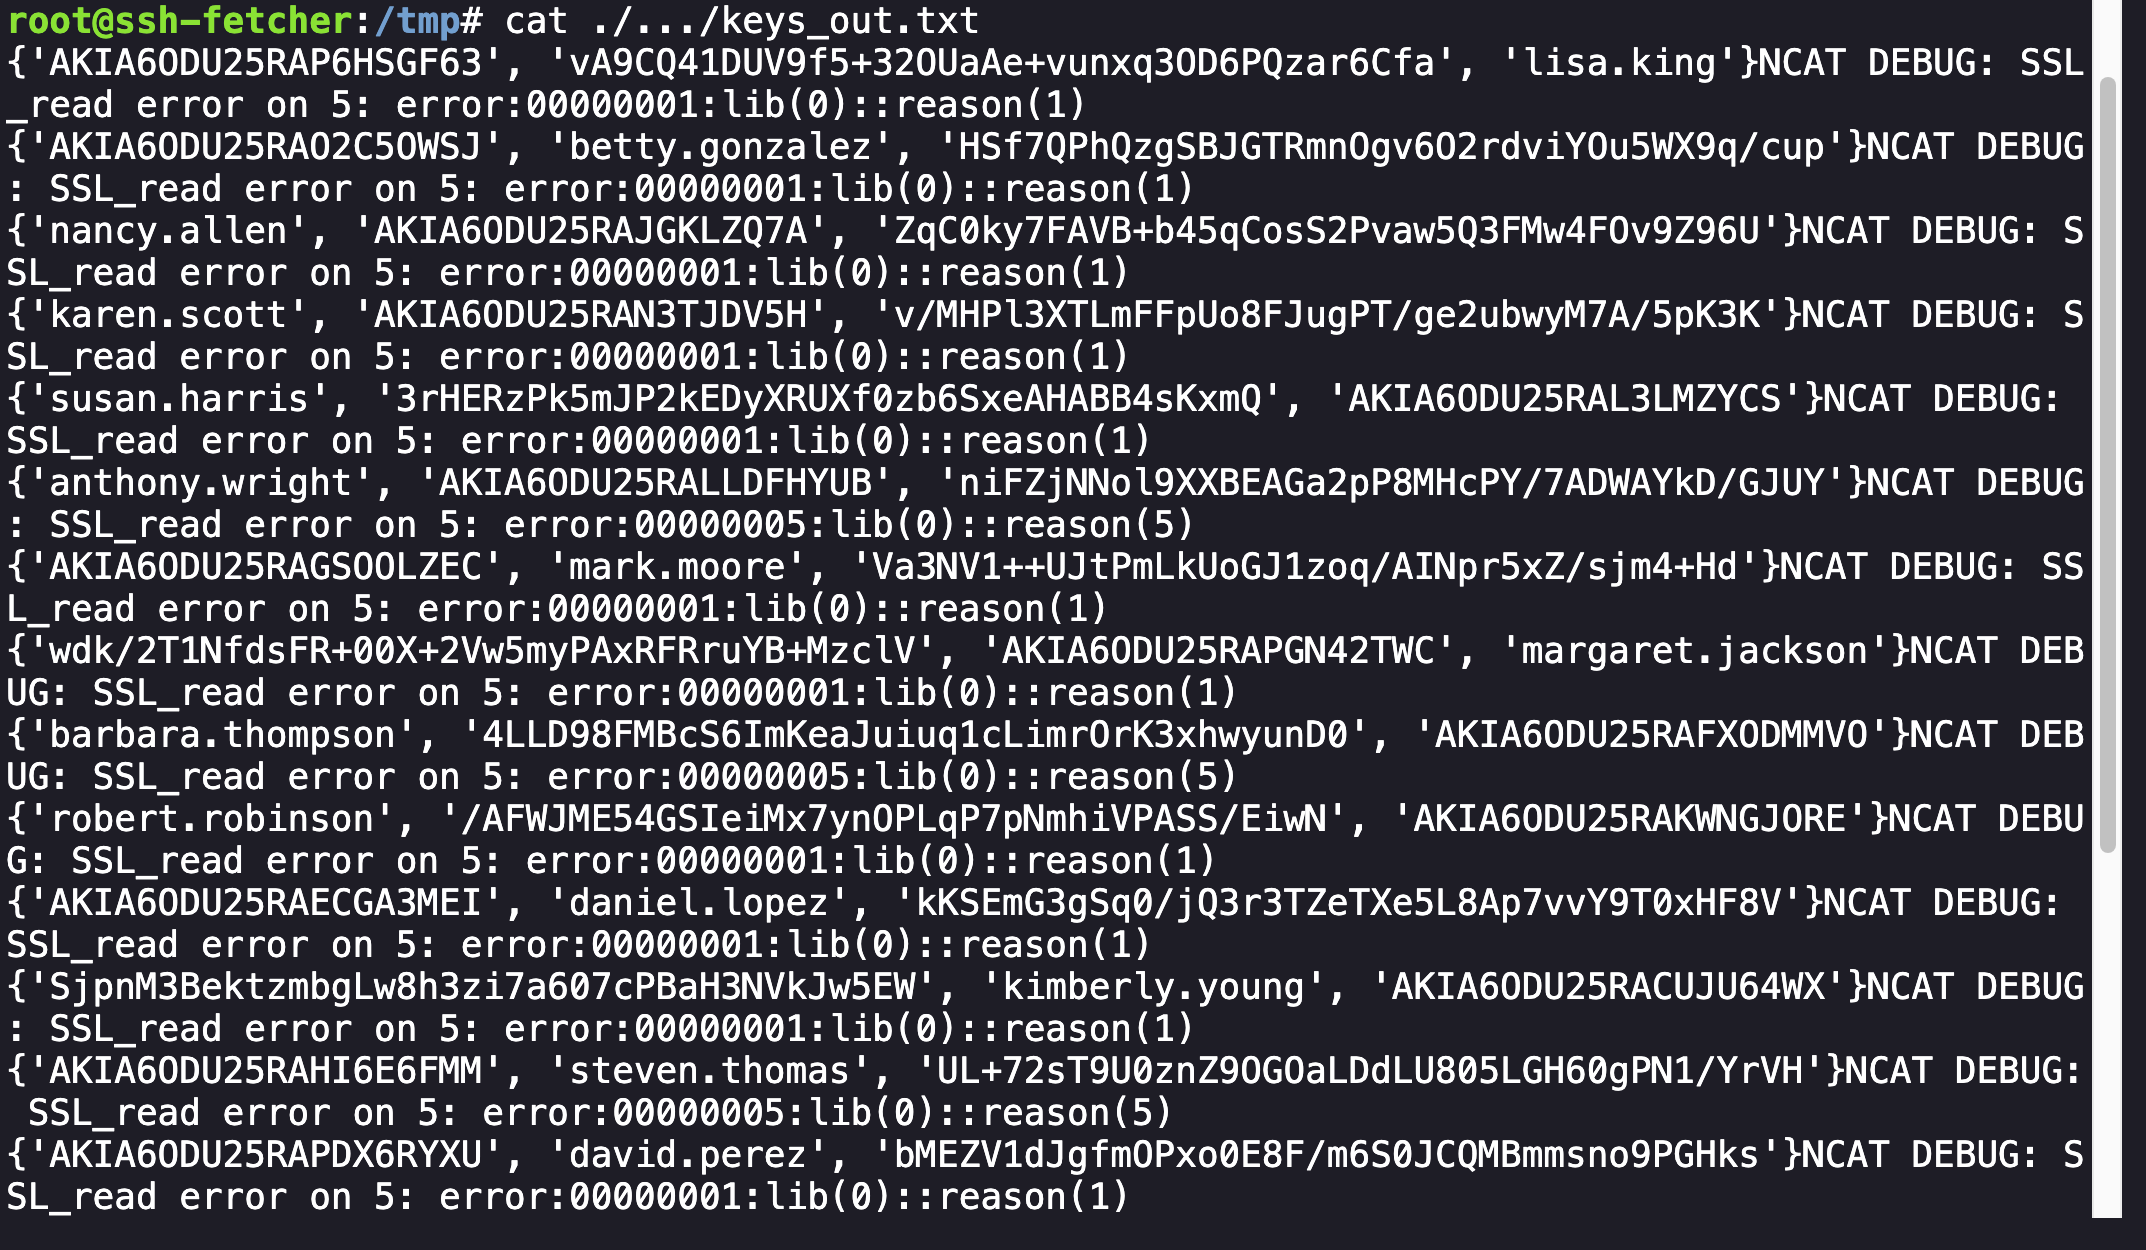 root@ssh-fetcher:/tmp# cat ./.../keys_out.txt
{'AKIA6ODU25RAP6HSGF63', 'vA9CQ41DUV9f5+32OUaAe+vunxq3OD6PQzar6Cfa', 'lisa.king'}NCAT DEBUG: SSL
_read error on 5: error:00000001:lib(0)::reason(1)
{'AKIA6ODU25RAO2C5OWSJ', 'betty.gonzalez', 'HSf7QPhQzgSBJGTRmnOgv6O2rdviYOu5WX9q/cup'}NCAT DEBUG
: SSL_read error on 5: error:00000001:lib(0)::reason(1)
{'nancy.allen', 'AKIA6ODU25RAJGKLZQ7A', 'ZqC0ky7FAVB+b45qCosS2Pvaw5Q3FMw4FOv9Z96U'}NCAT DEBUG: S
SL_read error on 5: error:00000001:lib(0)::reason(1)
{'karen.scott', 'AKIA6ODU25RAN3TJDV5H', 'v/MHPl3XTLmFFpUo8FJugPT/ge2ubwyM7A/5pK3K'}NCAT DEBUG: S
SL_read error on 5: error:00000001:lib(0)::reason(1)
{'susan.harris', '3rHERzPk5mJP2kEDyXRUXf0zb6SxeAHABB4sKxmQ', 'AKIA6ODU25RAL3LMZYCS'}NCAT DEBUG:
SSL_read error on 5: error:00000001:lib(0)::reason(1)
{'anthony.wright', 'AKIA6ODU25RALLDFHYUB', 'niFZjNNol9XXBEAGa2pP8MHcPY/7ADWAYkD/GJUY'}NCAT DEBUG
: SSL_read error on 5: error:00000005:lib(0)::reason(5)
{'AKIA6ODU25RAGSOOLZEC', 'mark.moore', 'Va3NV1++UJtPmLkUoGJ1zoq/AINpr5xZ/sjm4+Hd'}NCAT DEBUG: SS
L_read error on 5: error:00000001:lib(0)::reason(1)
{'wdk/2T1NfdsFR+00X+2Vw5myPAxRFRruYB+MzclV', 'AKIA6ODU25RAPGN42TWC', 'margaret.jackson'}NCAT DEB
UG: SSL_read error on 5: error:00000001:lib(0)::reason(1)
{'barbara.thompson', '4LLD98FMBcS6ImKeaJuiuq1cLimrOrK3xhwyunD0', 'AKIA6ODU25RAFXODMMVO'}NCAT DEB
UG: SSL_read error on 5: error:00000005:lib(0)::reason(5)
{'robert.robinson', '/AFWJME54GSIeiMx7ynOPLqP7pNmhiVPASS/EiwN', 'AKIA6ODU25RAKWNGJORE'}NCAT DEBU
G: SSL_read error on 5: error:00000001:lib(0)::reason(1)
{'AKIA6ODU25RAECGA3MEI', 'daniel.lopez', 'kKSEmG3gSq0/jQ3r3TZeTXe5L8Ap7vvY9T0xHF8V'}NCAT DEBUG:
SSL_read error on 5: error:00000001:lib(0)::reason(1)
{'SjpnM3BektzmbgLw8h3zi7a607cPBaH3NVkJw5EW', 'kimberly.young', 'AKIA6ODU25RACUJU64WX'}NCAT DEBUG
: SSL_read error on 5: error:00000001:lib(0)::reason(1)
{'AKIA6ODU25RAHI6E6FMM', 'steven.thomas', 'UL+72sT9U0znZ9OGOaLDdLU805LGH60gPN1/YrVH'}NCAT DEBUG:
 SSL_read error on 5: error:00000005:lib(0)::reason(5)
{'AKIA6ODU25RAPDX6RYXU', 'david.perez', 'bMEZV1dJgfmOPxo0E8F/m6S0JCQMBmmsno9PGHks'}NCAT DEBUG: S
SL_read error on 5: error:00000001:lib(0)::reason(1)